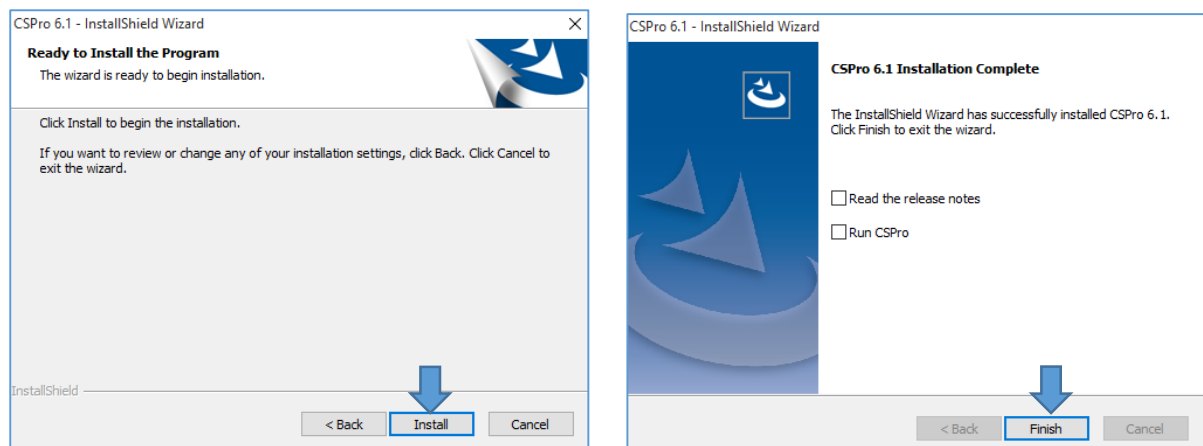 CSPro 6.1 - InstallShield Wizard
Ready to Install the Program
The wizard is ready to begin installation.
Click Install to begin the installation.
If you want to review or change any of your installation settings, click Back. Click Cancel to
exit the wizard.
InstallShield
< Back
Install
Cancel
CSPro 6.1 - InstallShield Wizard
CSPro 6.1 Installation Complete
The InstallShield Wizard has successfully installed CSPro 6.1.
Click Finish to exit the wizard.
Read the release notes
Run CSPro
< Back
Finish
Cancel